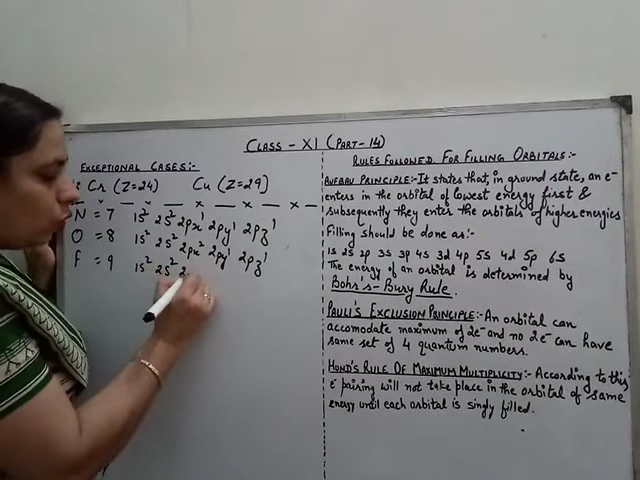 CLASS - XI (PART-14)
EXCEPTIONAL CASES:-
Cr (Z=24) Cu (Z=29)
— × — × — × —
N = 7 1s² 2s² 2px¹ 2py¹ 2pz¹
O = 8 1s² 2s² 2px² 2py¹ 2pz¹
F = 9 1s² 2s² 2
RULES FOLLOWED FOR FILLING ORBITALS:-
AUFBAU PRINCIPLE:- It states that, in ground state, an e⁻
enters in the orbital of lowest energy first &
subsequently they enter the orbitals of higher energies
Filling should be done as:-
1s 2s 2p 3s 3p 4s 3d 4p 5s 4d 5p 6s
The energy of an orbital is determined by
Bohr's-Bury Rule.
PAULI'S EXCLUSION PRINCIPLE:- An orbital can
accomodate maximum of 2e⁻ and no 2e⁻ can have
same set of 4 quantum numbers.
HUND'S RULE OF MAXIMUM MULTIPLICITY:- According to this
e⁻ pairing will not take place in the orbital of same
energy until each orbital is singly filled.